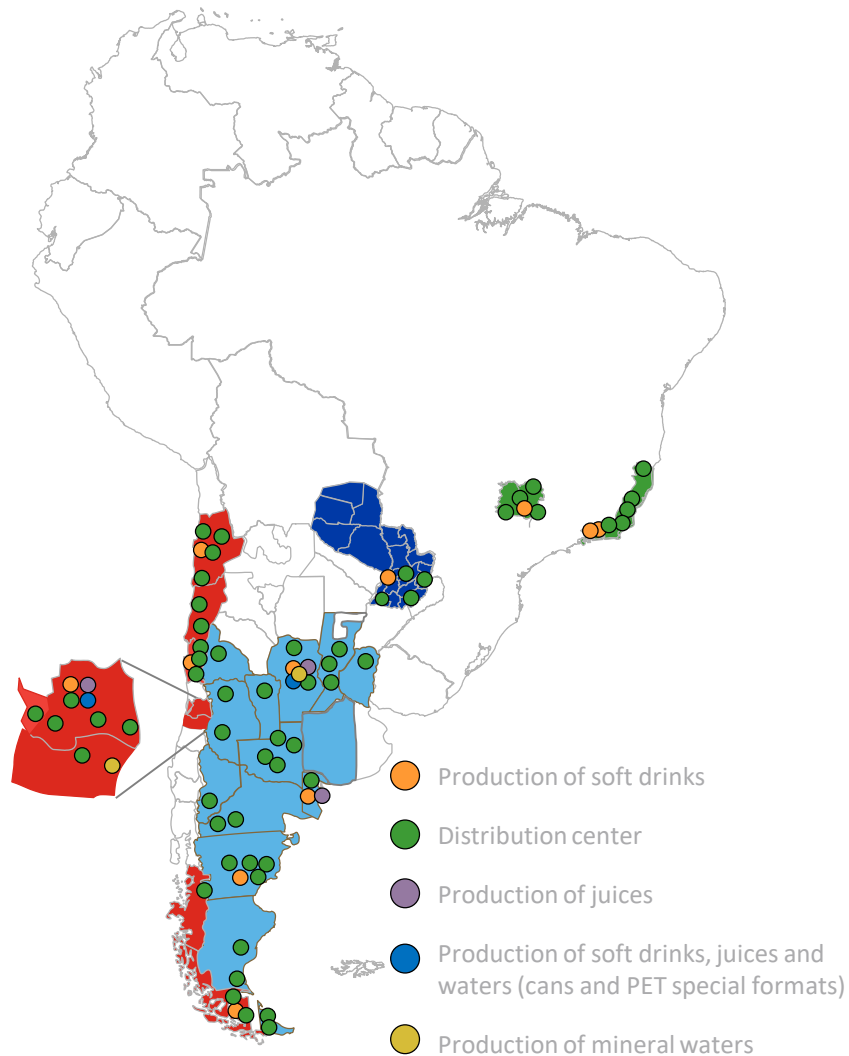 Production of soft drinks
Distribution center
Production of juices
Production of soft drinks, juices and
waters (cans and PET special formats)
Production of mineral waters